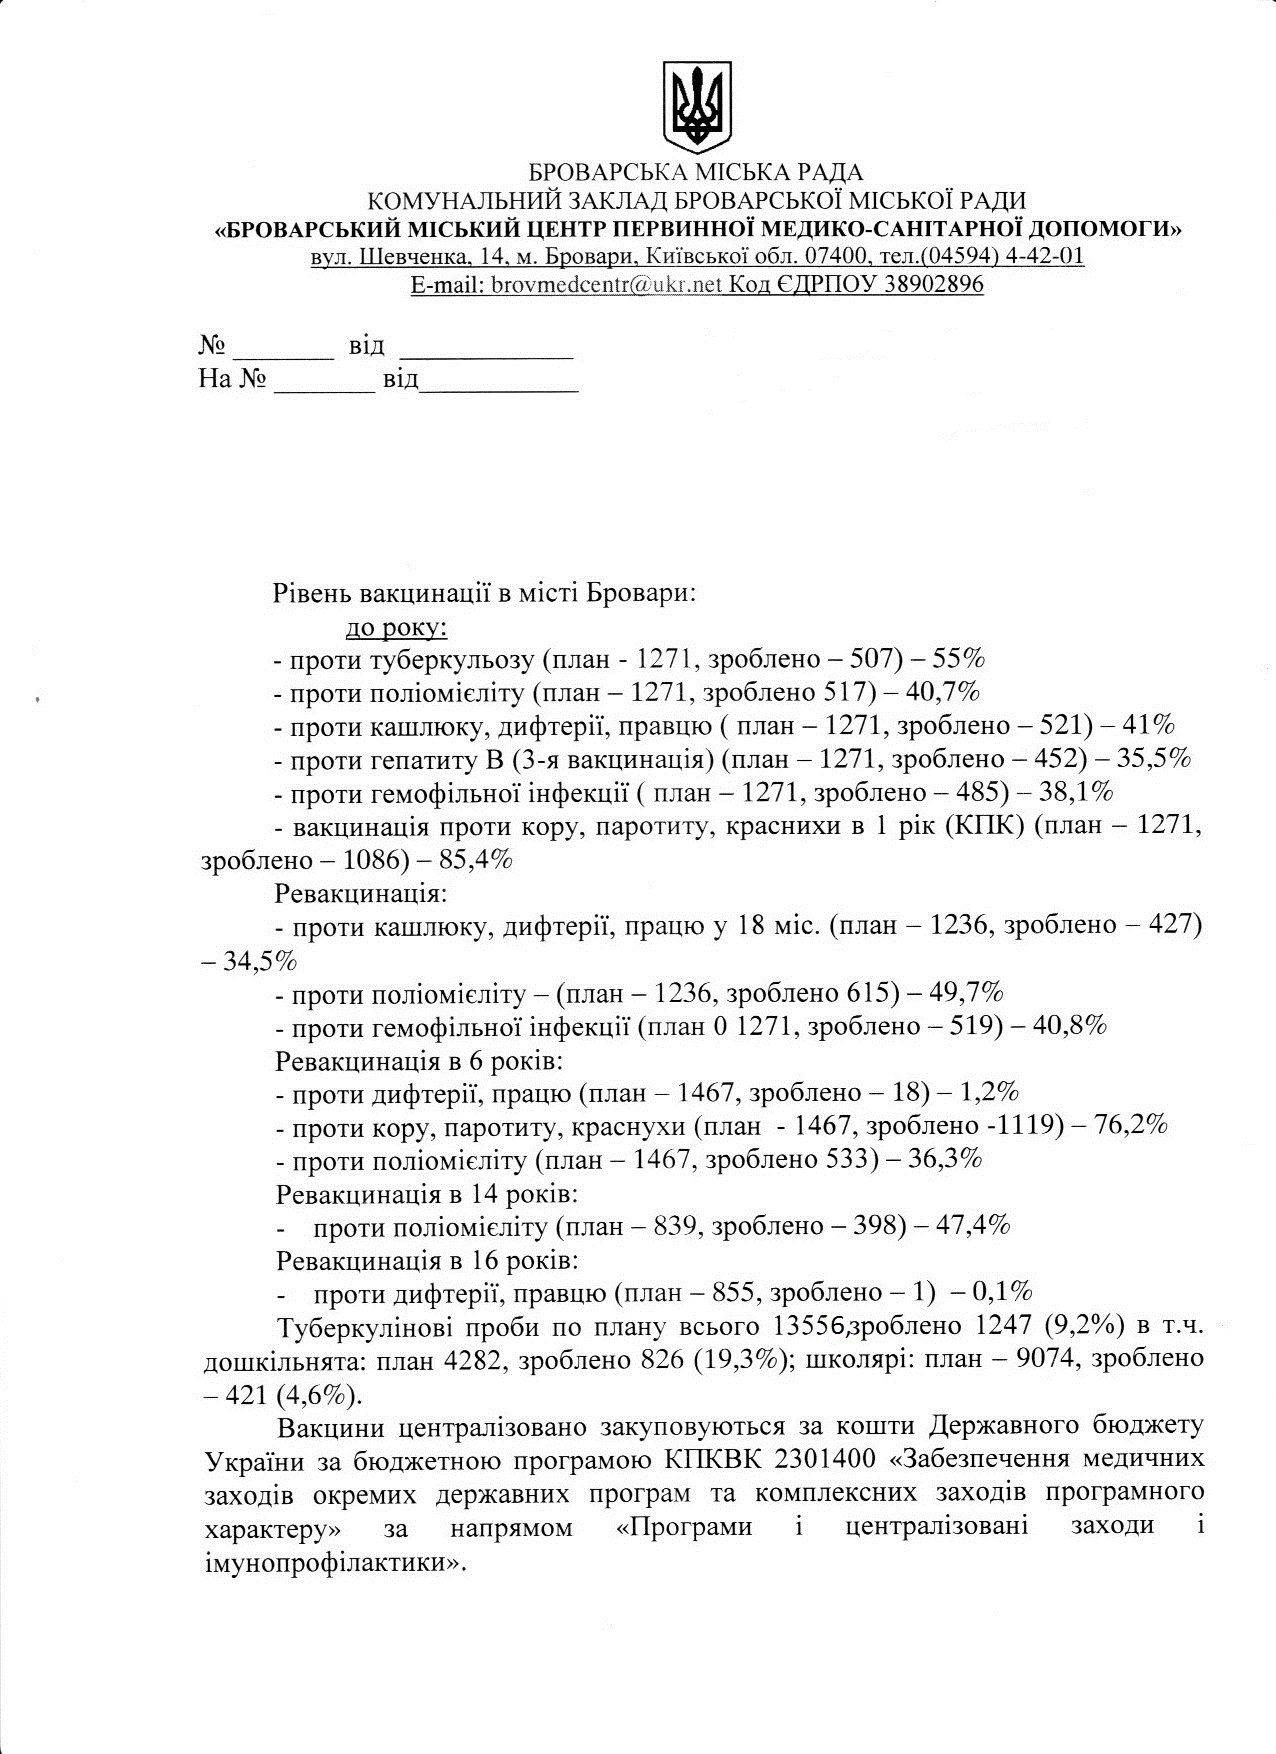 БРОВАРСЬКА МІСЬКА РАДА
КОМУНАЛЬНИЙ ЗАКЛАД БРОВАРСЬКОЇ МІСЬКОЇ РАДИ
«БРОВАРСЬКИЙ МІСЬКИЙ ЦЕНТР ПЕРВИННОЇ МЕДИКО-САНІТАРНОЇ ДОПОМОГИ»
вул. Шевченка, 14, м. Бровари, Київської обл. 07400, тел.(04594) 4-42-01
E-mail: brovmedcentr@ukr.net Код ЄДРПОУ 38902896
№ _______ від ____________
На № _______ від___________
Рівень вакцинації в місті Бровари:
до року:
- проти туберкульозу (план - 1271, зроблено – 507) – 55%
- проти поліомієліту (план – 1271, зроблено 517) – 40,7%
- проти кашлюку, дифтерії, правцю ( план – 1271, зроблено – 521) – 41%
- проти гепатиту В (3-я вакцинація) (план – 1271, зроблено – 452) – 35,5%
- проти гемофільної інфекції ( план – 1271, зроблено – 485) – 38,1%
- вакцинація проти кору, паротиту, краснихи в 1 рік (КПК) (план – 1271,
зроблено – 1086) – 85,4%
Ревакцинація:
- проти кашлюку, дифтерії, працю у 18 міс. (план – 1236, зроблено – 427)
– 34,5%
- проти поліомієліту – (план – 1236, зроблено 615) – 49,7%
- проти гемофільної інфекції (план 0 1271, зроблено – 519) – 40,8%
Ревакцинація в 6 років:
- проти дифтерії, працю (план – 1467, зроблено – 18) – 1,2%
- проти кору, паротиту, краснухи (план - 1467, зроблено -1119) – 76,2%
- проти поліомієліту (план – 1467, зроблено 533) – 36,3%
Ревакцинація в 14 років:
- проти поліомієліту (план – 839, зроблено – 398) – 47,4%
Ревакцинація в 16 років:
- проти дифтерії, правцю (план – 855, зроблено – 1) – 0,1%
Туберкулінові проби по плану всього 13556,зроблено 1247 (9,2%) в т.ч.
дошкільнята: план 4282, зроблено 826 (19,3%); школярі: план – 9074, зроблено
– 421 (4,6%).
Вакцини централізовано закуповуються за кошти Державного бюджету
України за бюджетною програмою КПКВК 2301400 «Забезпечення медичних
заходів окремих державних програм та комплексних заходів програмного
характеру» за напрямом «Програми і централізовані заходи і
імунопрофілактики».